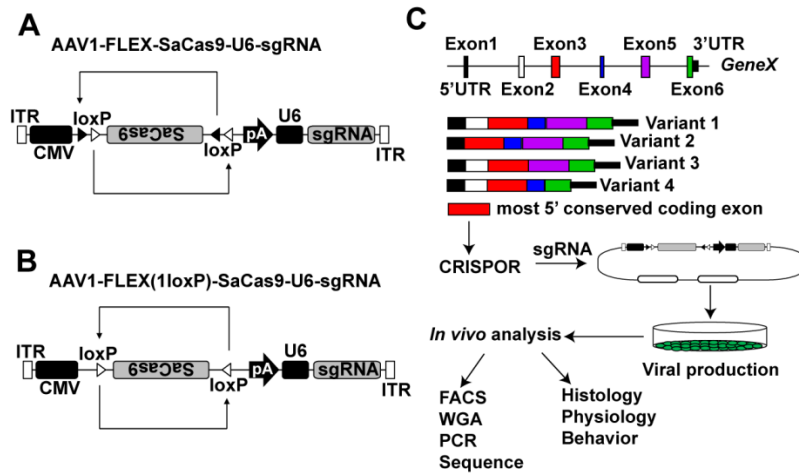 A
AAV1-FLEX-SaCas9-U6-sgRNA
ITR
loxP
SaCas9
pA
U6
sgRNA
CMV
loxP
ITR
B
AAV1-FLEX(1loxP)-SaCas9-U6-sgRNA
ITR
loxP
SaCas9
pA
U6
sgRNA
CMV
loxP
ITR
C
Exon1
Exon3
Exon5
3'UTR
GeneX
5'UTR
Exon2
Exon4
Exon6
Variant 1
Variant 2
Variant 3
Variant 4
most 5' conserved coding exon
CRISPOR
sgRNA
In vivo analysis
Viral production
FACS
WGA
PCR
Sequence
Histology
Physiology
Behavior